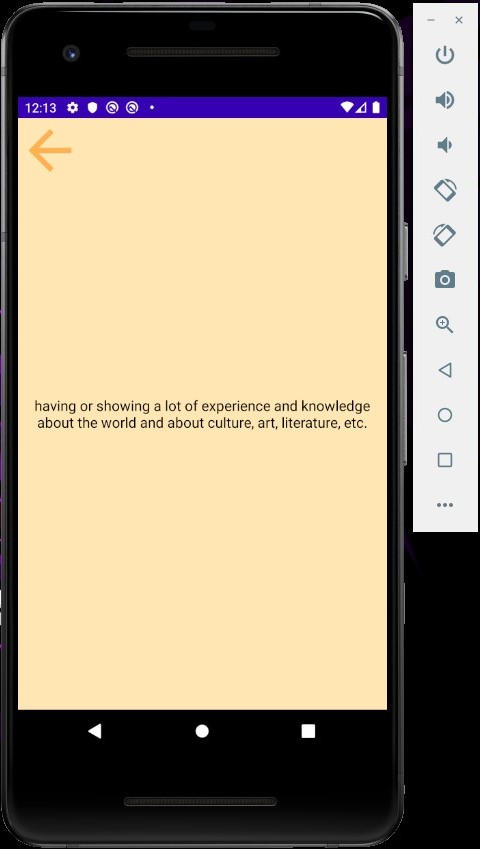 12:13
having or showing a lot of experience and knowledge
about the world and about culture, art, literature, etc.